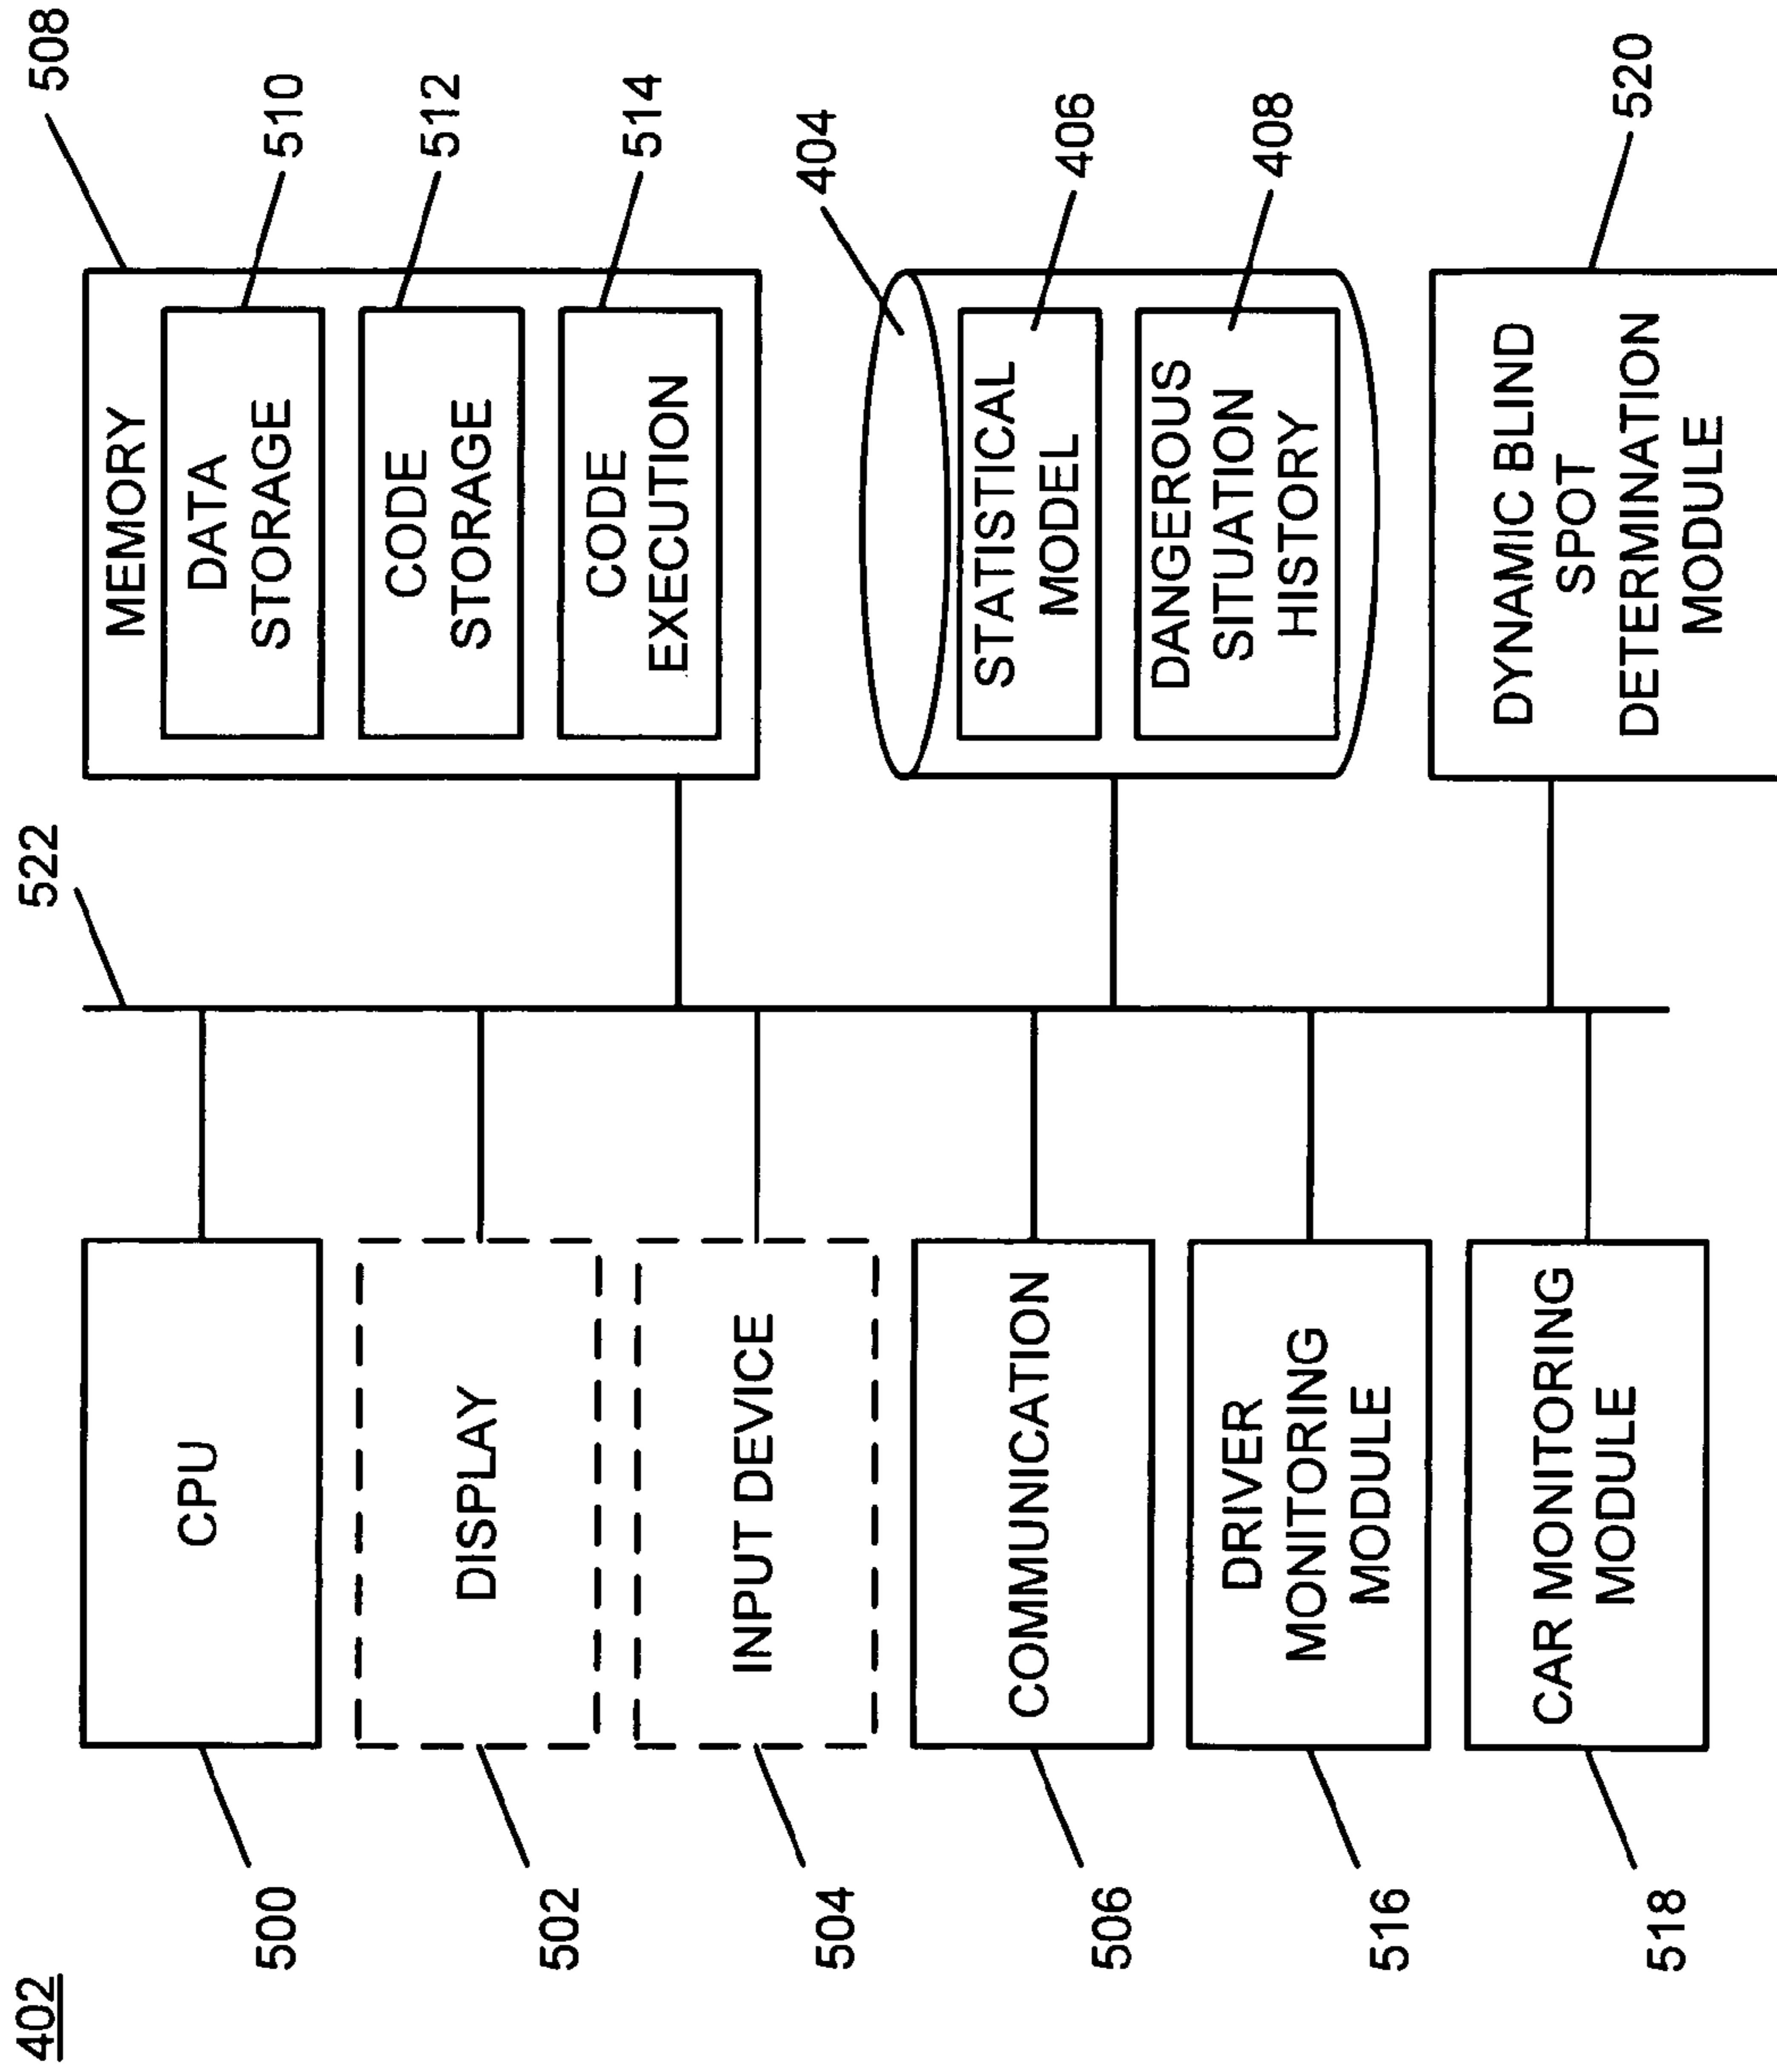 402
500
CPU
502
DISPLAY
504
INPUT DEVICE
506
COMMUNICATION
516
DRIVER
MONITORING
MODULE
518
CAR MONITORING
MODULE
522
508
MEMORY
510
DATA
STORAGE
512
CODE
STORAGE
514
CODE
EXECUTION
404
406
STATISTICAL
MODEL
408
DANGEROUS
SITUATION
HISTORY
520
DYNAMIC BLIND
SPOT
DETERMINATION
MODULE